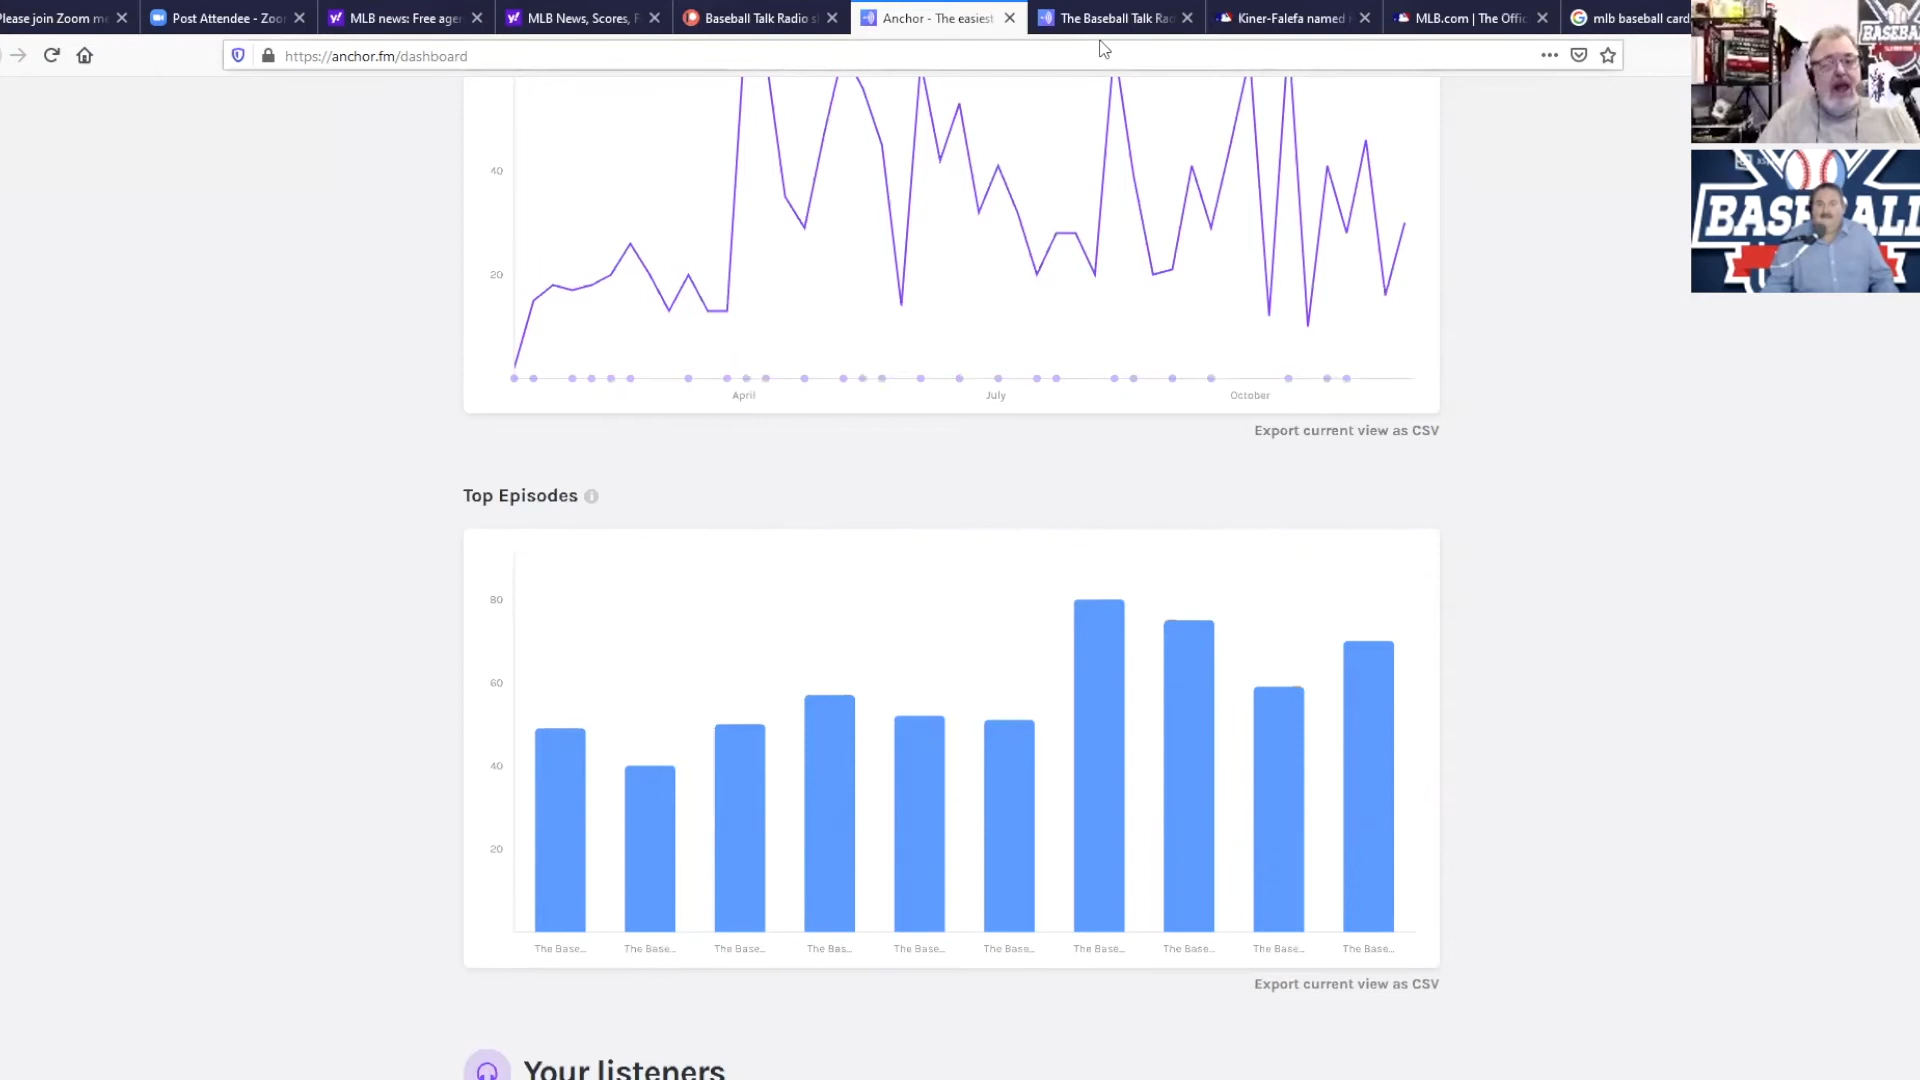 Please join Zoom me
Post Attendee - Zoo
MLB news: Free age
MLB News, Scores, F
Baseball Talk Radio s
Anchor - The easiest
The Baseball Talk Rad
Kiner-Falefa named
MLB.com | The Offic
mlb baseball card
https://anchor.fm/dashboard
BASEBALL
BASEBALL
40
20
April
July
October
Export current view as CSV
Top Episodes
80
60
40
20
The Base...
The Base...
The Base...
The Bas...
The Base...
The Base...
The Base...
The Base...
The Base...
The Base...
Export current view as CSV
Your listeners